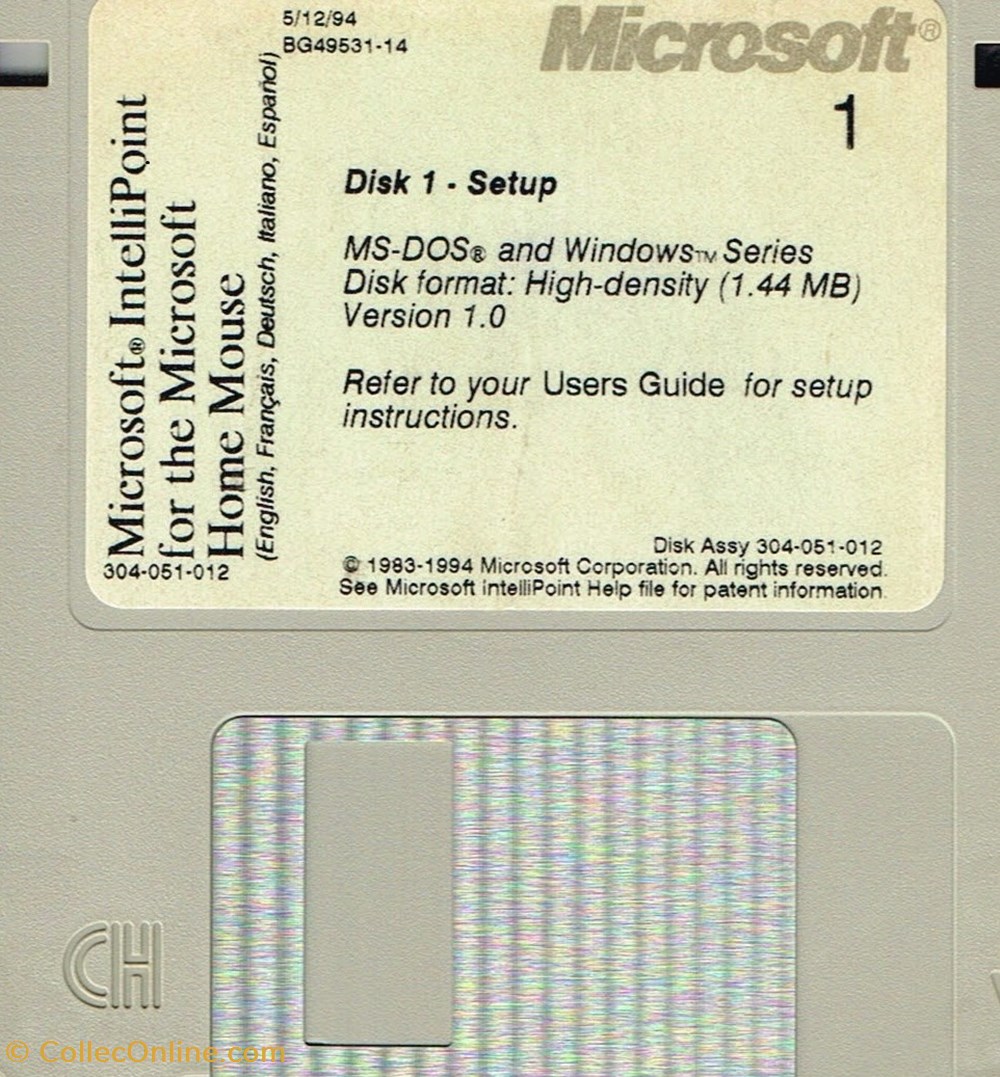 5/12/94
BG49531-14
Microsoft®
1
Microsoft® IntelliPoint
for the Microsoft
Home Mouse
(English, Français, Deutsch, Italiano, Español)
304-051-012
Disk 1 - Setup
MS-DOS® and Windows™ Series
Disk format: High-density (1.44 MB)
Version 1.0
Refer to your Users Guide for setup
instructions.
Disk Assy 304-051-012
© 1983-1994 Microsoft Corporation. All rights reserved.
See Microsoft IntelliPoint Help file for patent information.
CH
© CollecOnline.com